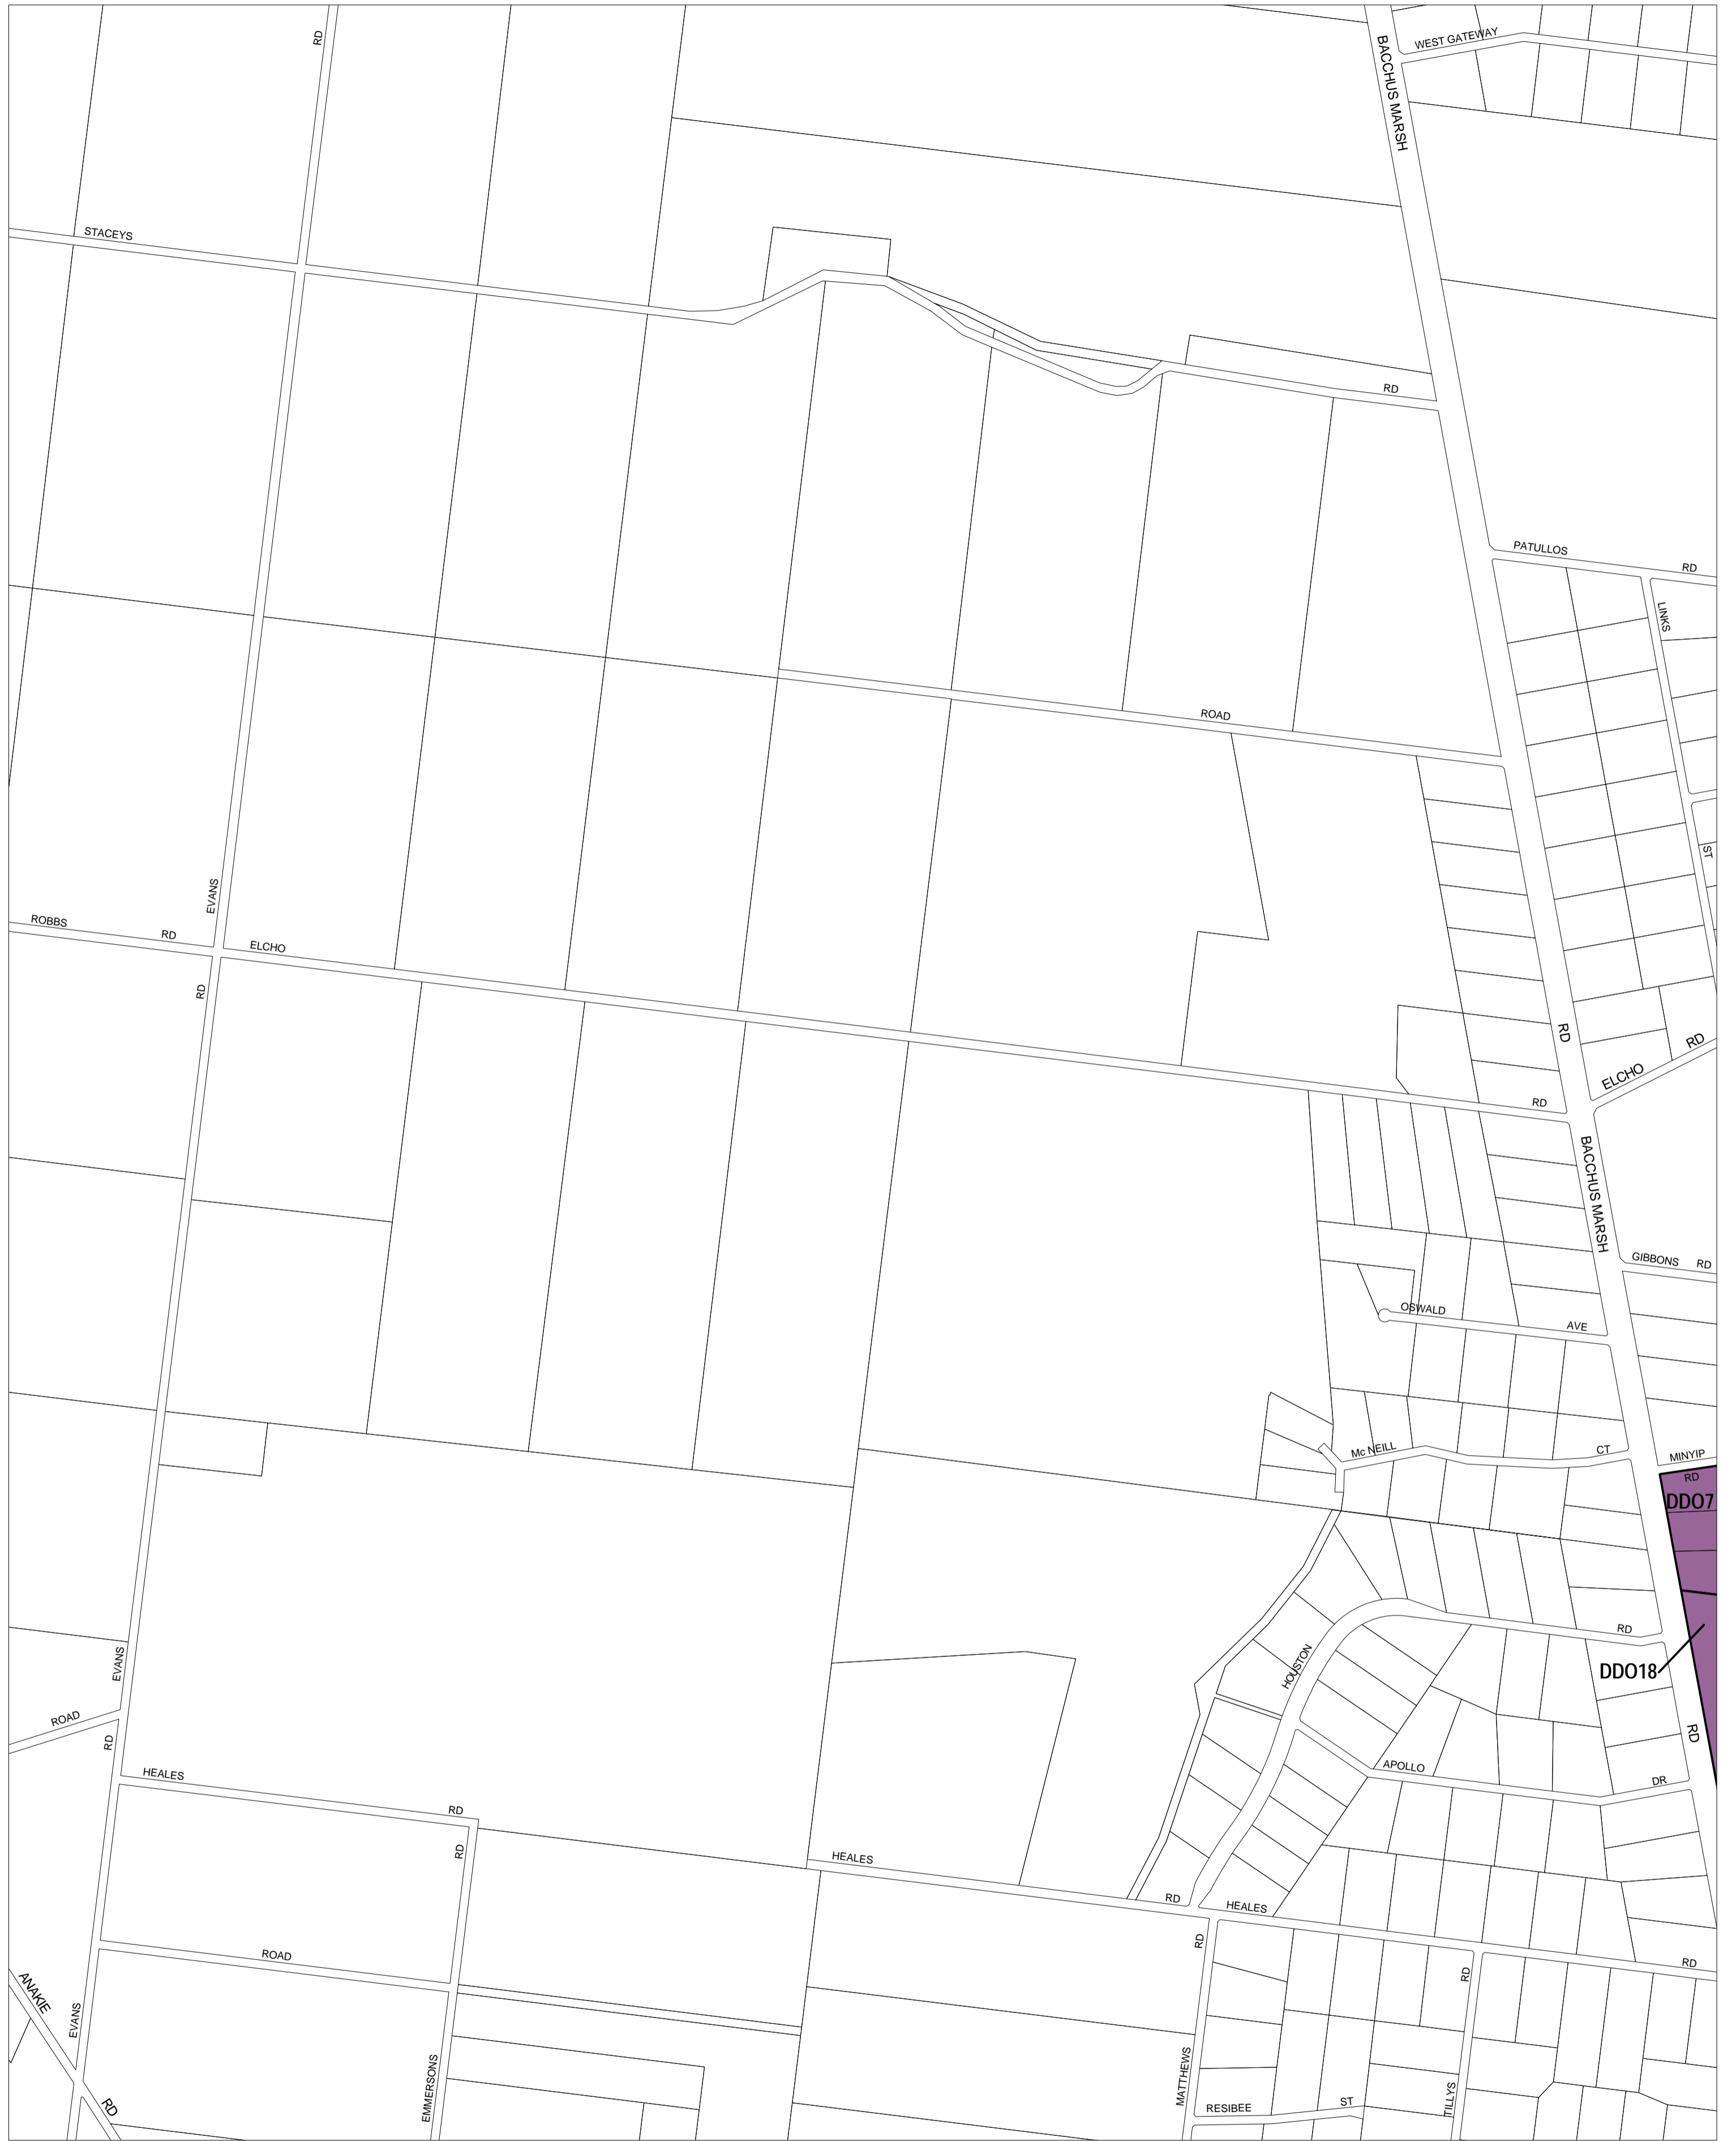 RD
BACCHUS MARSH
WEST GATEWAY
STACEYS
RD
PATULLOS
RD
LINKS
ROAD
ST
EVANS
ROBBS
RD
ELCHO
RD
RD
ELCHO
RD
RD
BACCHUS MARSH
GIBBONS
RD
OSWALD
AVE
Mc NEILL
CT
MINYIP
RD
DDO7
HOUSTON
RD
DDO18
EVANS
ROAD
RD
RD
HEALES
RD
APOLLO
DR
RD
HEALES
RD
HEALES
RD
RD
RD
ROAD
ANAKIE
EVANS
RD
EMMERSONS
MATTHEWS
RESIBEE
ST
TILLYS